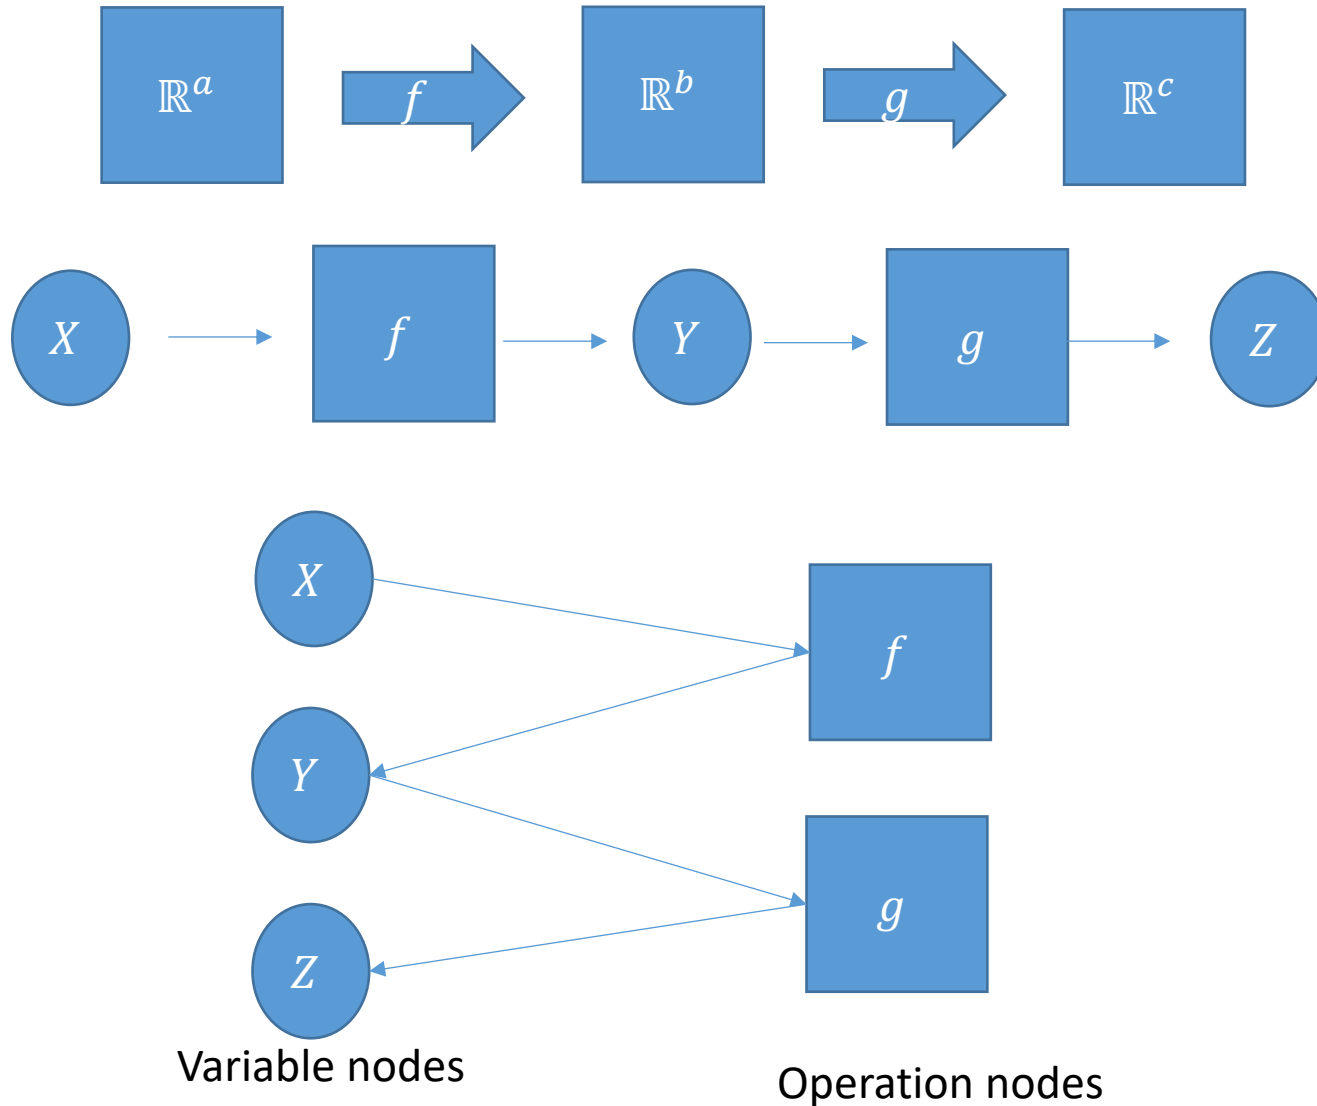 ℝ^a f ℝ^b g ℝ^c
X f Y g Z
X
f
Y
g
Z
Variable nodes
Operation nodes